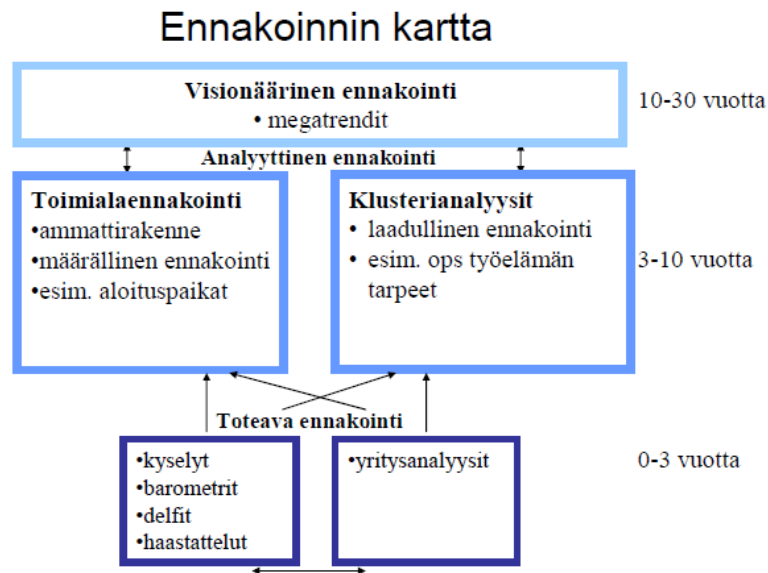 Ennakoinnin kartta
Visionäärinen ennakointi
• megatrendit
10-30 vuotta
Analyyttinen ennakointi
Toimialaennakointi
•ammattirakenne
•määrällinen ennakointi
•esim. aloituspaikat
Klusterianalyysit
• laadullinen ennakointi
• esim. ops työelämän
tarpeet
3-10 vuotta
Toteava ennakointi
•kyselyt
•barometrit
•delfit
•haastattelut
•yritysanalyysit
0-3 vuotta